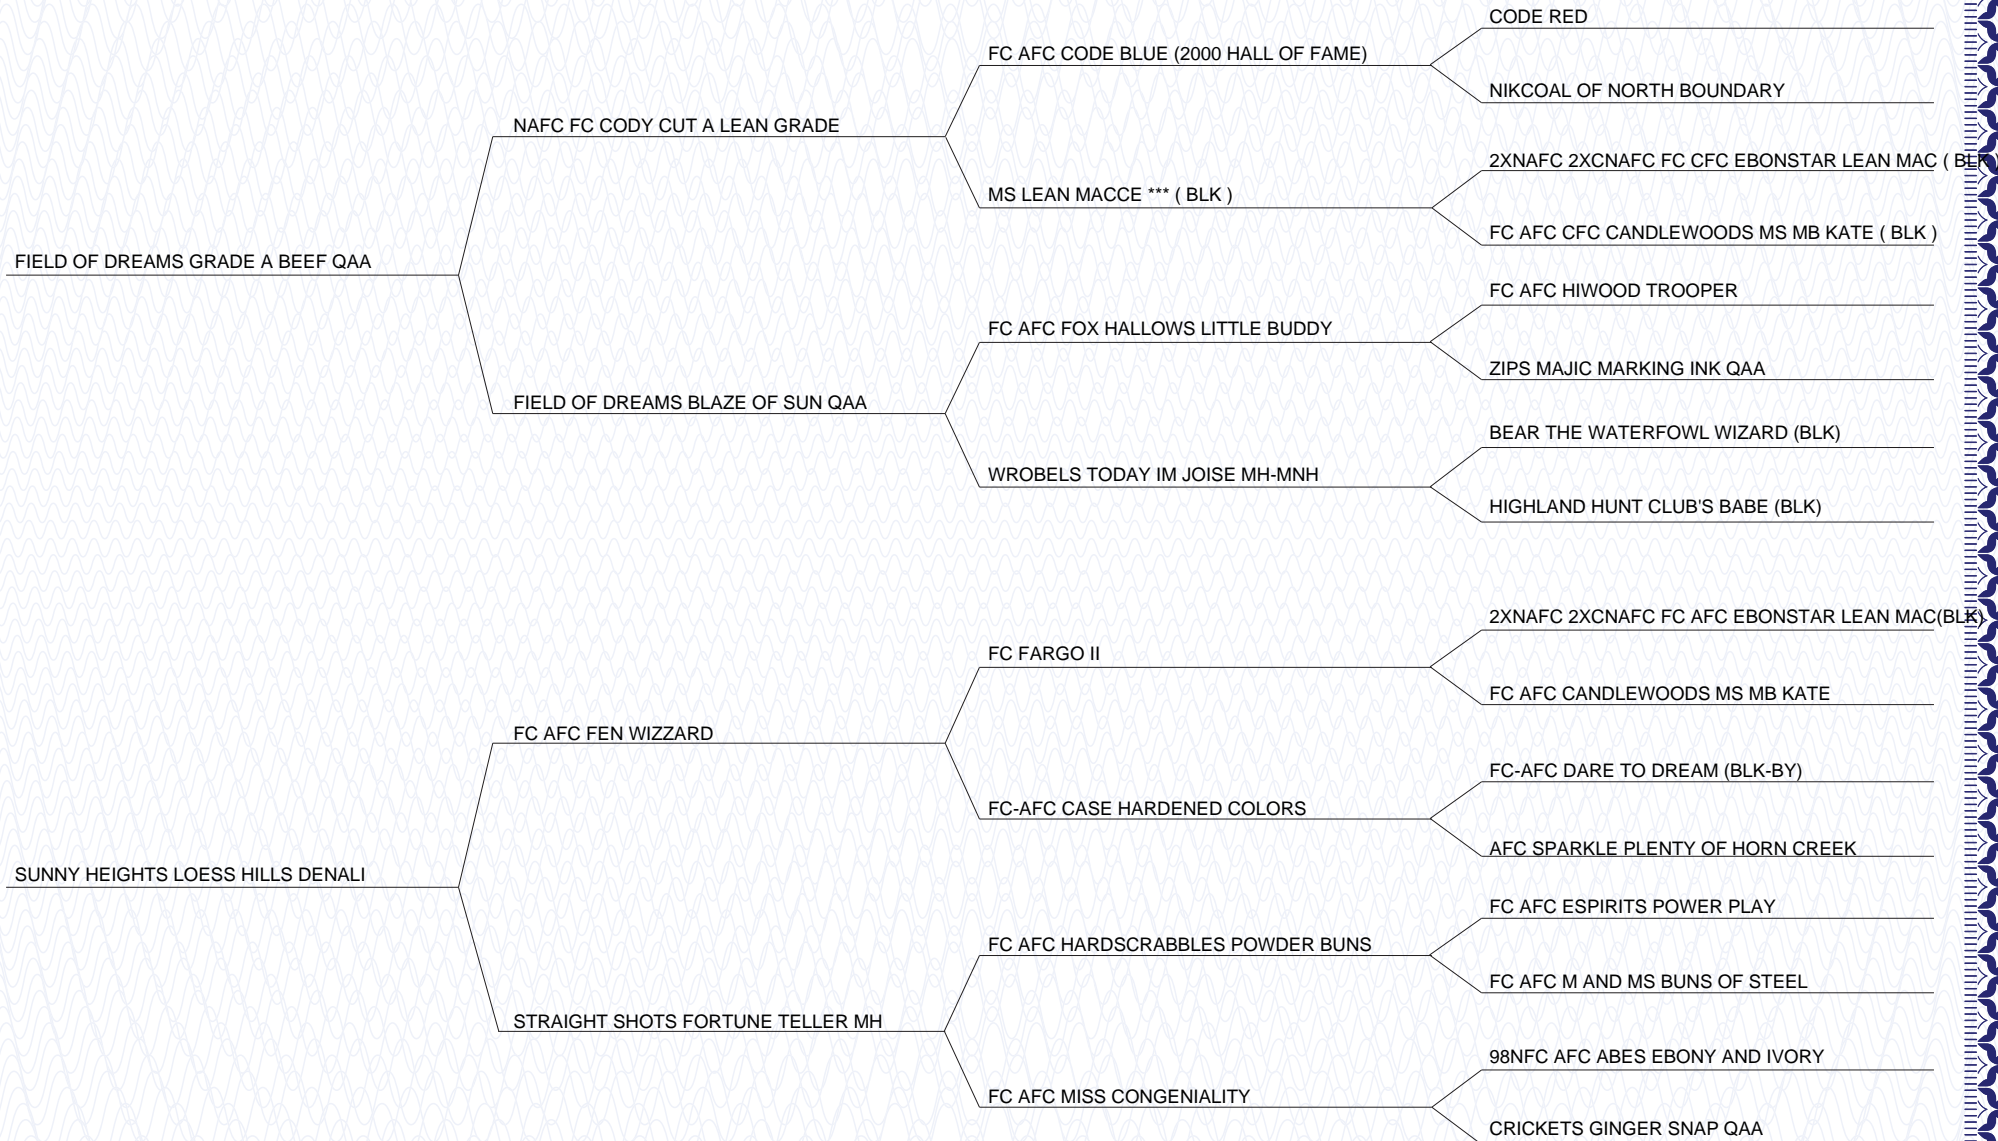 CODE RED
FC AFC CODE BLUE (2000 HALL OF FAME)
NIKCOAL OF NORTH BOUNDARY
NAFC FC CODY CUT A LEAN GRADE
2XNAFC 2XCNAFC FC CFC EBONSTAR LEAN MAC ( BLK )
MS LEAN MACCE *** ( BLK )
FC AFC CFC CANDLEWOODS MS MB KATE ( BLK )
FIELD OF DREAMS GRADE A BEEF QAA
FC AFC HIWOOD TROOPER
FC AFC FOX HALLOWS LITTLE BUDDY
ZIPS MAJIC MARKING INK QAA
FIELD OF DREAMS BLAZE OF SUN QAA
BEAR THE WATERFOWL WIZARD (BLK)
WROBELS TODAY IM JOISE MH-MNH
HIGHLAND HUNT CLUB'S BABE (BLK)
2XNAFC 2XCNAFC FC AFC EBONSTAR LEAN MAC(BLK)
FC FARGO II
FC AFC CANDLEWOODS MS MB KATE
FC AFC FEN WIZZARD
FC-AFC DARE TO DREAM (BLK-BY)
FC-AFC CASE HARDENED COLORS
AFC SPARKLE PLENTY OF HORN CREEK
SUNNY HEIGHTS LOESS HILLS DENALI
FC AFC ESPIRITS POWER PLAY
FC AFC HARDSCRABBLES POWDER BUNS
FC AFC M AND MS BUNS OF STEEL
STRAIGHT SHOTS FORTUNE TELLER MH
98NFC AFC ABES EBONY AND IVORY
FC AFC MISS CONGENIALITY
CRICKETS GINGER SNAP QAA